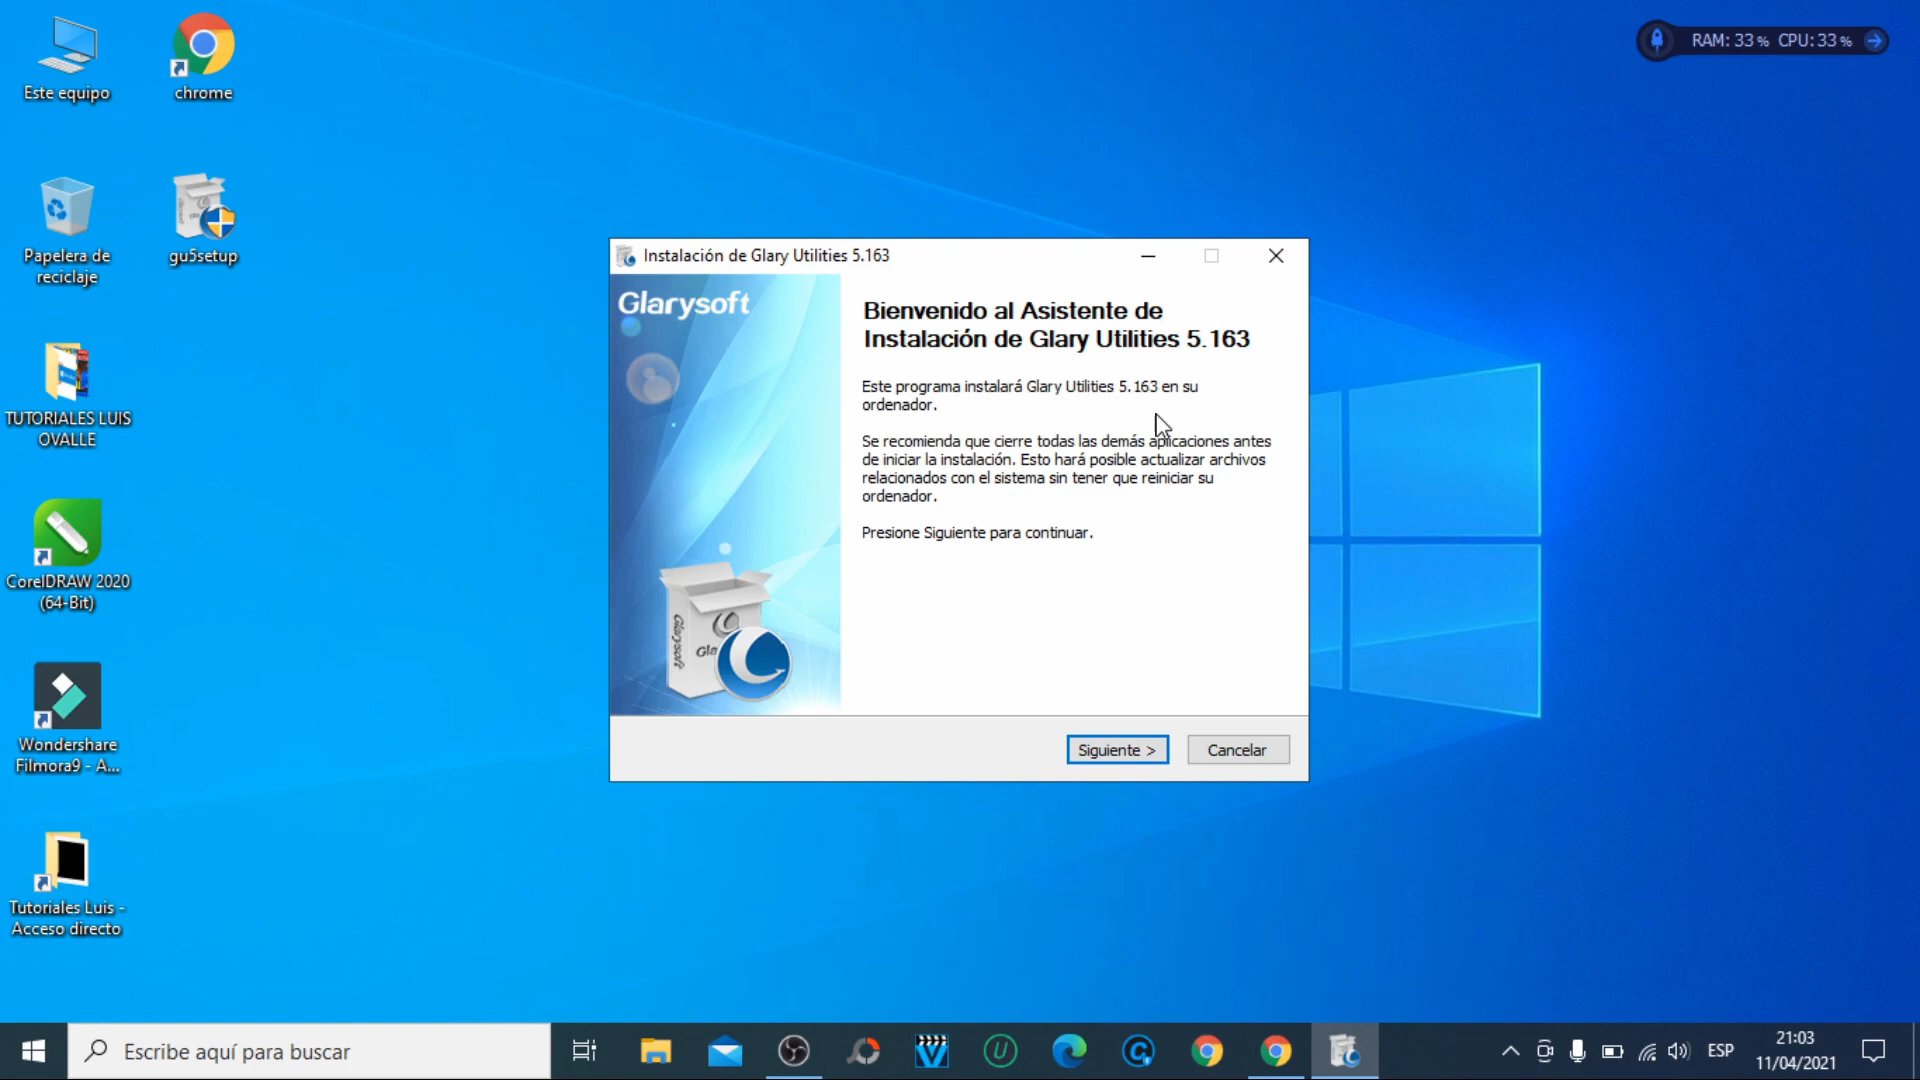 Este equipo
chrome
RAM: 33 % CPU: 33 %
Papelera de
reciclaje
gu5setup
TUTORIALES LUIS
OVALLE
CorelDRAW 2020
(64-Bit)
Wondershare
Filmora9 - A...
Tutoriales Luis -
Acceso directo
Instalación de Glary Utilities 5.163
Glarysoft
Bienvenido al Asistente de
Instalación de Glary Utilities 5.163
Este programa instalará Glary Utilities 5.163 en su
ordenador.
Se recomienda que cierre todas las demás aplicaciones antes
de iniciar la instalación. Esto hará posible actualizar archivos
relacionados con el sistema sin tener que reiniciar su
ordenador.
Presione Siguiente para continuar.
Glarysoft
Gla
Siguiente >
Cancelar
Escribe aquí para buscar
ESP
21:03
11/04/2021